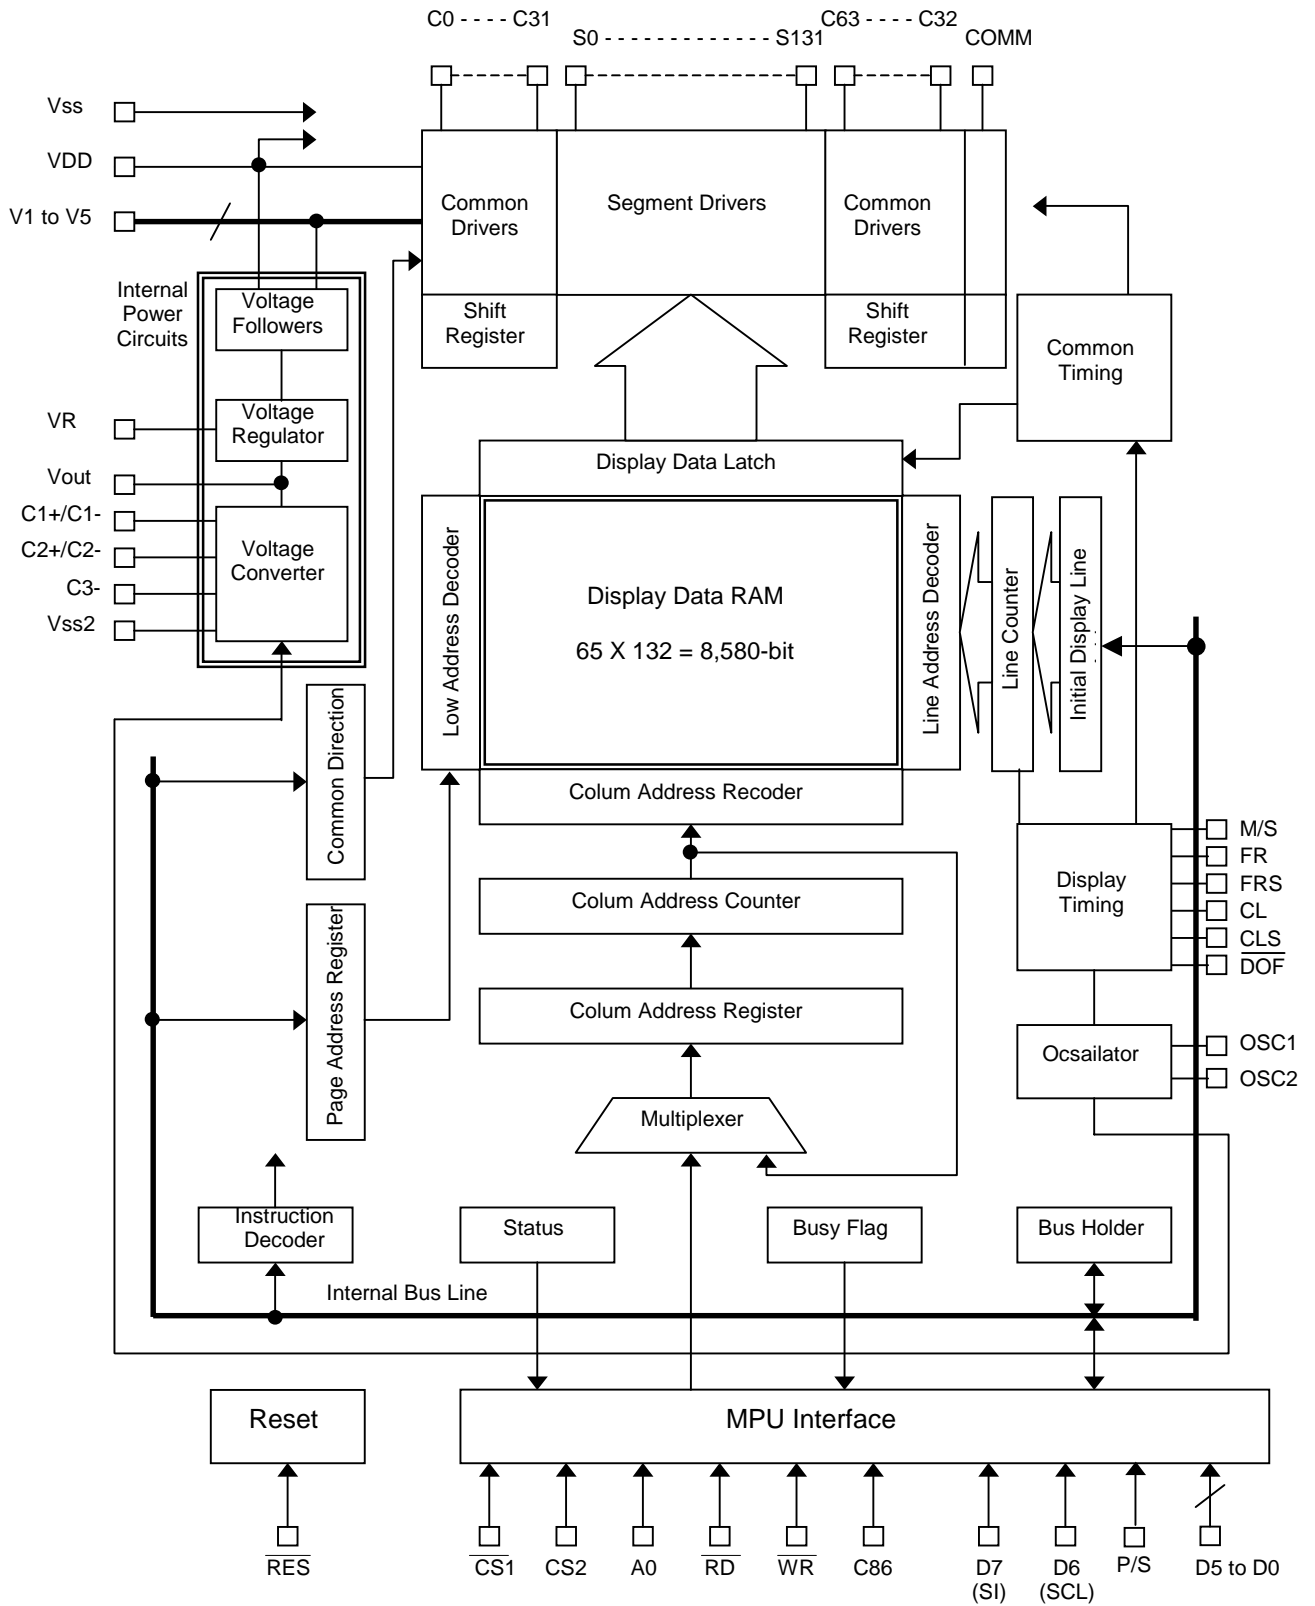 C0 - - - - C31
C63 - - - - C32
S0 - - - - - - - - - - - - - S131
COMM
Vss
VDD
V1 to V5
Common
Drivers
Segment Drivers
Common
Drivers
Internal
Power
Circuits
Voltage
Followers
Shift
Register
Shift
Register
Common
Timing
VR
Voltage
Regulator
Vout
Display Data Latch
C1+/C1-
C2+/C2-
C3-
Vss2
Voltage
Converter
Low Address Decoder
Display Data RAM
65 X 132 = 8,580-bit
Line Address Decoder
Line Counter
Initial Display Line
Common Direction
Colum Address Recoder
M/S
FR
FRS
CL
CLS
DOF
Display
Timing
Colum Address Counter
Page Address Register
Colum Address Register
Ocsailator
OSC1
OSC2
Multiplexer
Instruction
Decoder
Status
Busy Flag
Bus Holder
Internal Bus Line
Reset
MPU Interface
RES
CS1
CS2
A0
RD
WR
C86
D7
(SI)
D6
(SCL)
P/S
D5 to D0